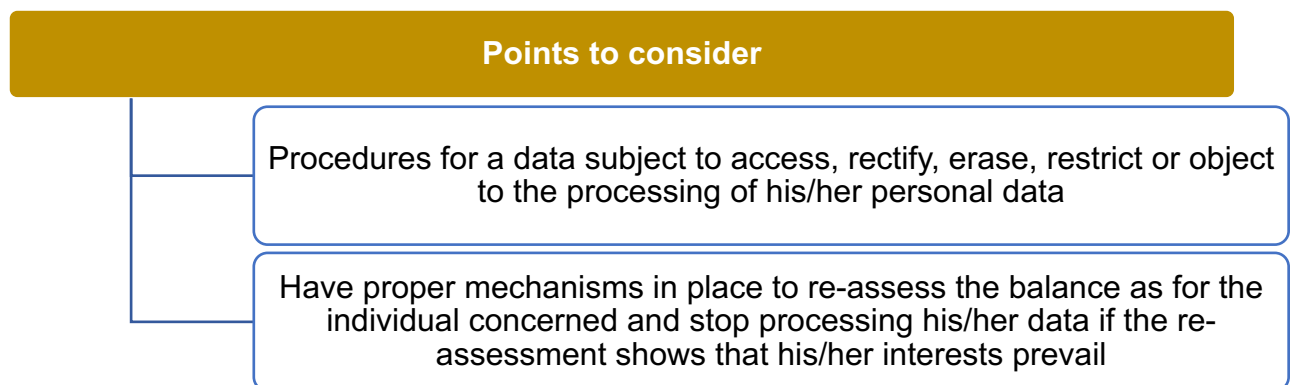 Points to consider
Procedures for a data subject to access, rectify, erase, restrict or object
to the processing of his/her personal data
Have proper mechanisms in place to re-assess the balance as for the
individual concerned and stop processing his/her data if the re-
assessment shows that his/her interests prevail